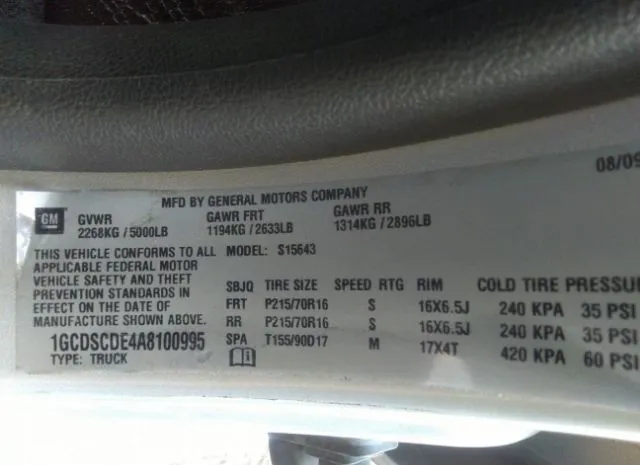 08/09
MFD BY GENERAL MOTORS COMPANY
GM
GVWR GAWR FRT GAWR RR
2268KG / 5000LB 1194KG / 2633LB 1314KG / 2896LB
THIS VEHICLE CONFORMS TO ALL
APPLICABLE FEDERAL MOTOR
VEHICLE SAFETY AND THEFT
PREVENTION STANDARDS IN
EFFECT ON THE DATE OF
MANUFACTURE SHOWN ABOVE.
1GCDSCDE4A8100995
TYPE: TRUCK
MODEL: S15643
SBJQ TIRE SIZE SPEED RTG RIM COLD TIRE PRESSUR
FRT P215/70R16 S 16X6.5J 240 KPA 35 PSI
RR P215/70R16 S 16X6.5J 240 KPA 35 PSI
SPA T155/90D17 M 17X4T 420 KPA 60 PSI